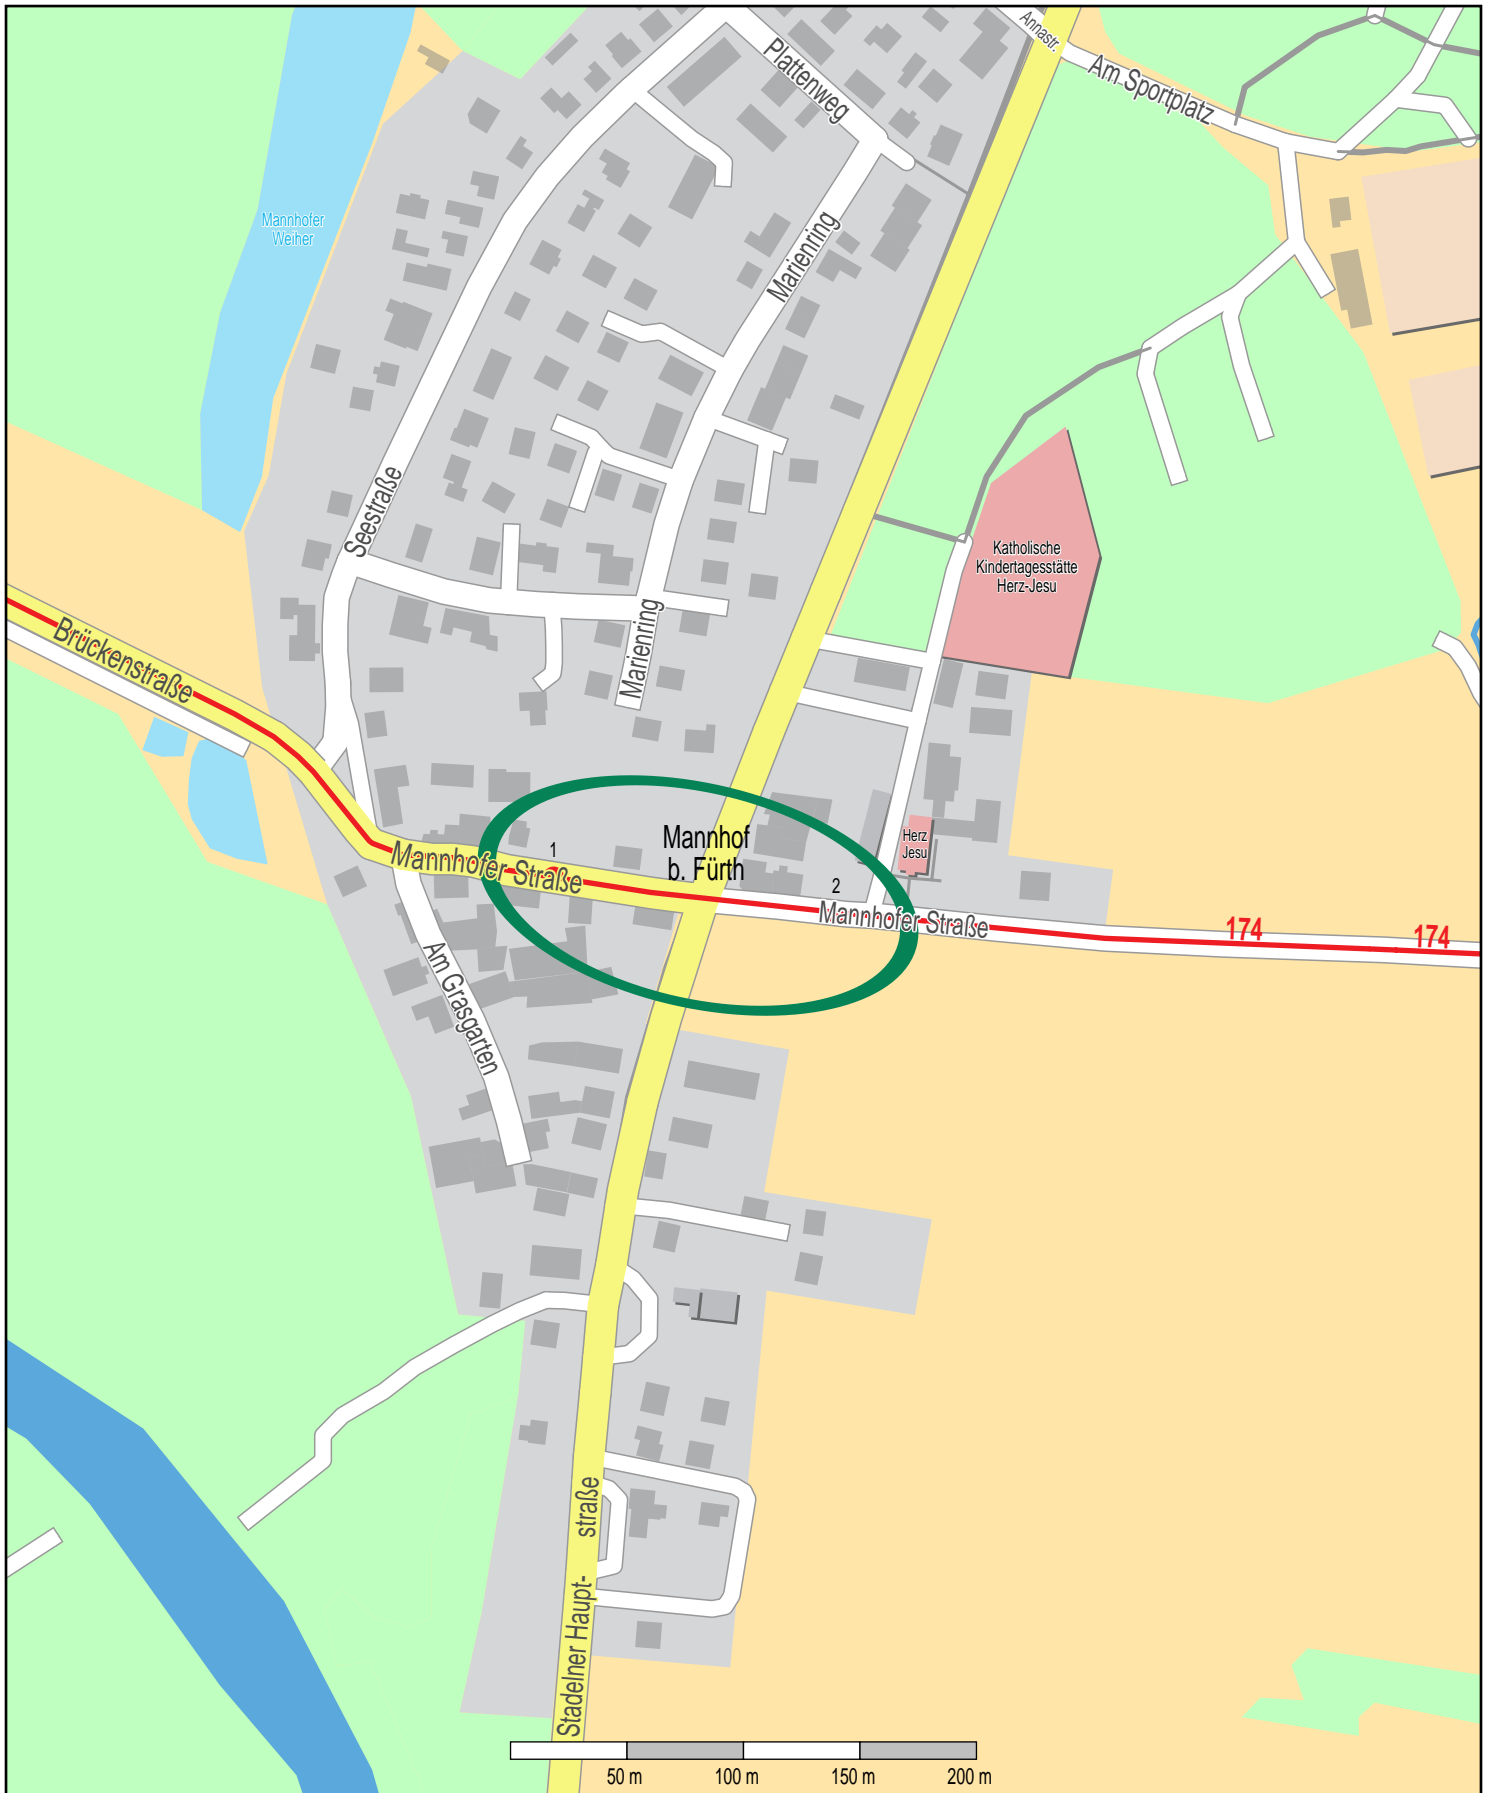 Annastr.
Plattenweg
Am Sportplatz
Mannhofer
Weiher
Marienring
Seestraße
Katholische
Kindertagesstätte
Herz-Jesu
Marienring
Brückenstraße
Mannhof
b. Fürth
Herz
Jesu
1
Mannhofer Straße
2
Mannhofer Straße
174
174
Am Grasgarten
Stadelner Haupt-
straße
50 m
100 m
150 m
200 m